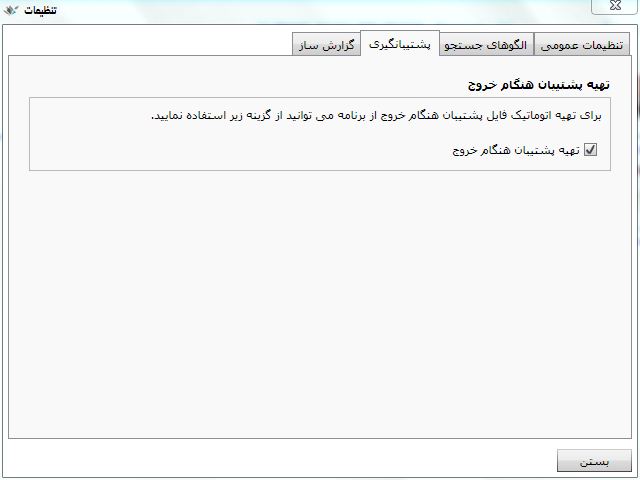 تنظیمات
تنظیمات عمومی الگوهای جستجو پشتیبانگیری گزارش ساز
تهیه پشتیبان هنگام خروج
برای تهیه اتوماتیک فایل پشتیبان هنگام خروج از برنامه می توانید از گزینه زیر استفاده نمایید.
تهیه پشتیبان هنگام خروج
بستن